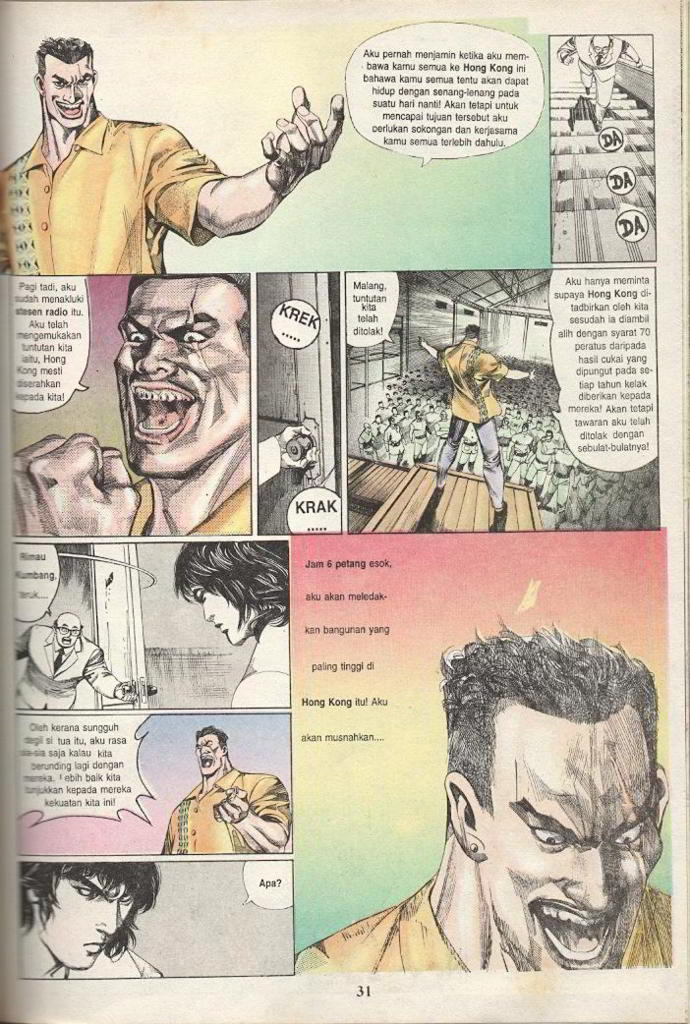 Aku pernah menjamin ketika aku mem-
bawa kamu semua ke Hong Kong ini
bahawa kamu semua tentu akan dapat
hidup dengan senang-lenang pada
suatu hari nanti! Akan tetapi untuk
mencapai tujuan tersebut aku
perlukan sokongan dan kerjasama
kamu semua terlebih dahulu.
DA
DA
DA
Pagi tadi, aku
sudah menakluki
stesen radio itu.
Aku telah
mengemukakan
tuntutan kita
iaitu, Hong
Kong mesti
diserahkan
kepada kita!
KREK
.....
KRAK
.....
Malang,
tuntutan
kita
telah
ditolak!
Aku hanya meminta
supaya Hong Kong di-
tadbirkan oleh kita
sesudah ia diambil
alih dengan syarat 70
peratus daripada
hasil cukai yang
dipungut pada se-
tiap tahun kelak
diberikan kepada
mereka! Akan tetapi
tawaran aku telah
ditolak dengan
sebulat-bulatnya!
Rimau
Kumbang,
teruk...
Jam 6 petang esok,
aku akan meledak-
kan bangunan yang
paling tinggi di
Hong Kong itu! Aku
akan musnahkan....
Oleh kerana sungguh
degil si tua itu, aku rasa
sia-sia saja kalau kita
berunding lagi dengan
mereka. Lebih baik kita
tunjukkan kepada mereka
kekuatan kita ini!
Apa?
31